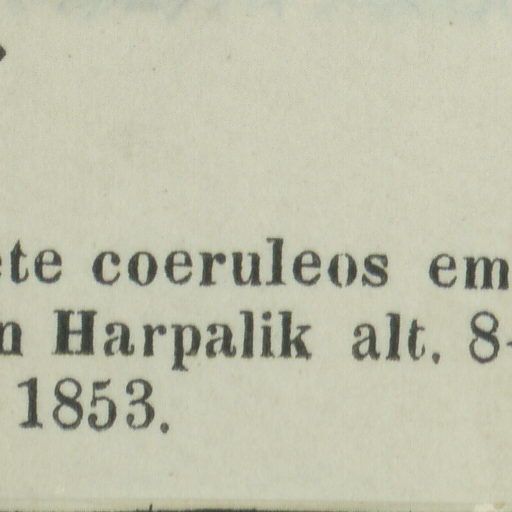 ete coeruleos em
n Harpalik alt. 8-
1853.